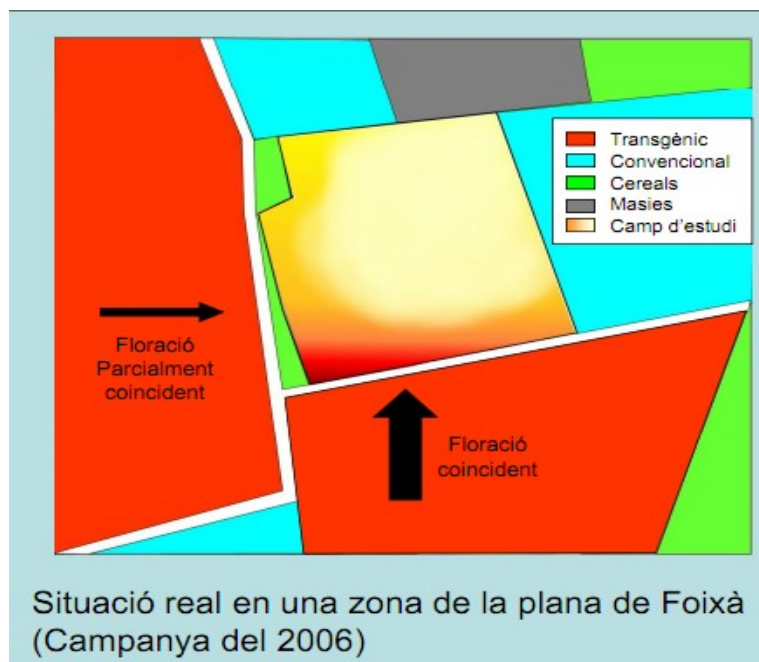 Transgènic
Convencional
Cereals
Masies
Camp d'estudi
Floració
Parcialment
coincident
Floració
coincident
Situació real en una zona de la plana de Foixà
(Campanya del 2006)